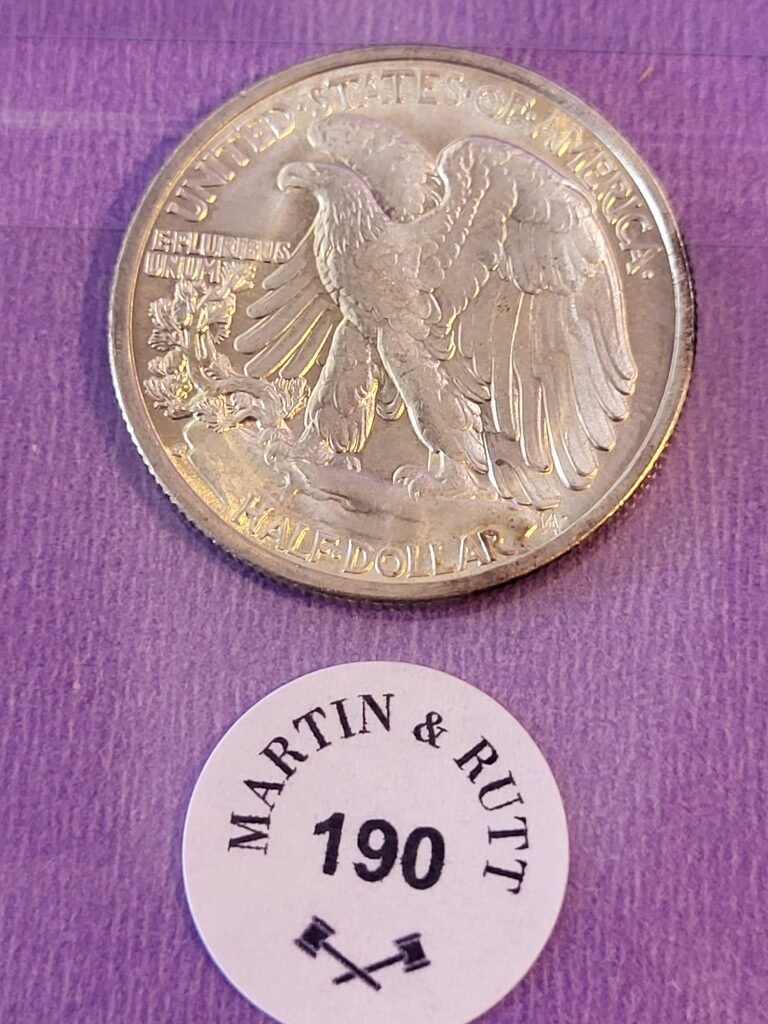 UNITED·STATES·OF·AMERICA·
E·PLURIBUS
UNUM
HALF·DOLLAR·
MARTIN & RUTT
190